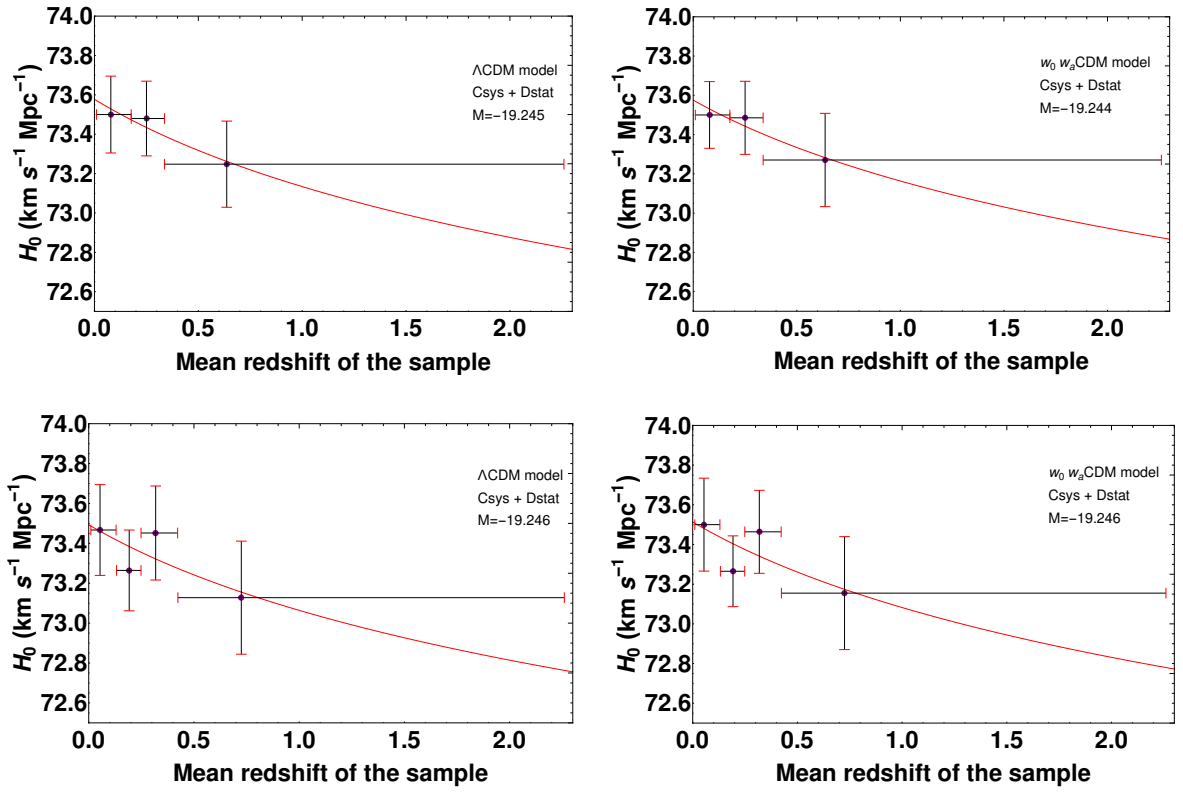 74.0
73.8
73.6
73.4
73.2
73.0
72.8
72.6
H₀ (km s⁻¹ Mpc⁻¹)
ΛCDM model
Csys + Dstat
M=−19.245
0.0 0.5 1.0 1.5 2.0
Mean redshift of the sample
74.0
73.8
73.6
73.4
73.2
73.0
72.8
72.6
H₀ (km s⁻¹ Mpc⁻¹)
w₀ wₐCDM model
Csys + Dstat
M=−19.244
0.0 0.5 1.0 1.5 2.0
Mean redshift of the sample
74.0
73.8
73.6
73.4
73.2
73.0
72.8
72.6
H₀ (km s⁻¹ Mpc⁻¹)
ΛCDM model
Csys + Dstat
M=−19.246
0.0 0.5 1.0 1.5 2.0
Mean redshift of the sample
74.0
73.8
73.6
73.4
73.2
73.0
72.8
72.6
H₀ (km s⁻¹ Mpc⁻¹)
w₀ wₐCDM model
Csys + Dstat
M=−19.246
0.0 0.5 1.0 1.5 2.0
Mean redshift of the sample